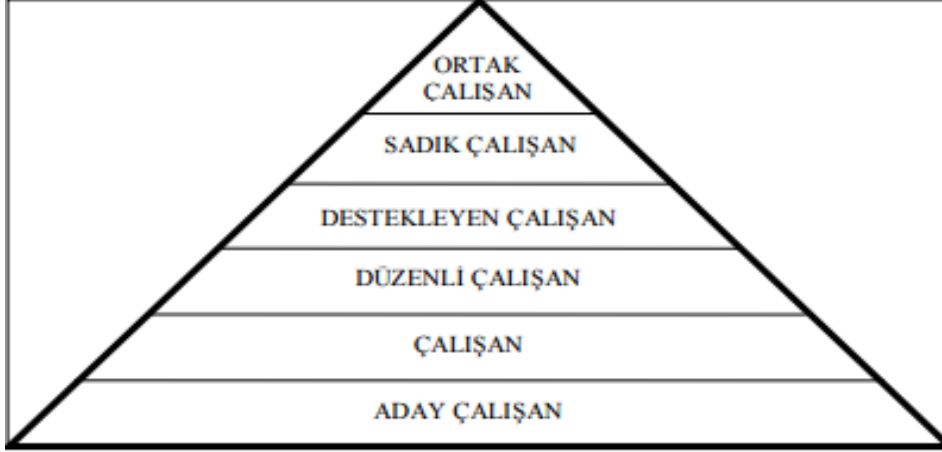 ORTAK
ÇALIŞAN
SADIK ÇALIŞAN
DESTEKLEYEN ÇALIŞAN
DÜZENLİ ÇALIŞAN
ÇALIŞAN
ADAY ÇALIŞAN